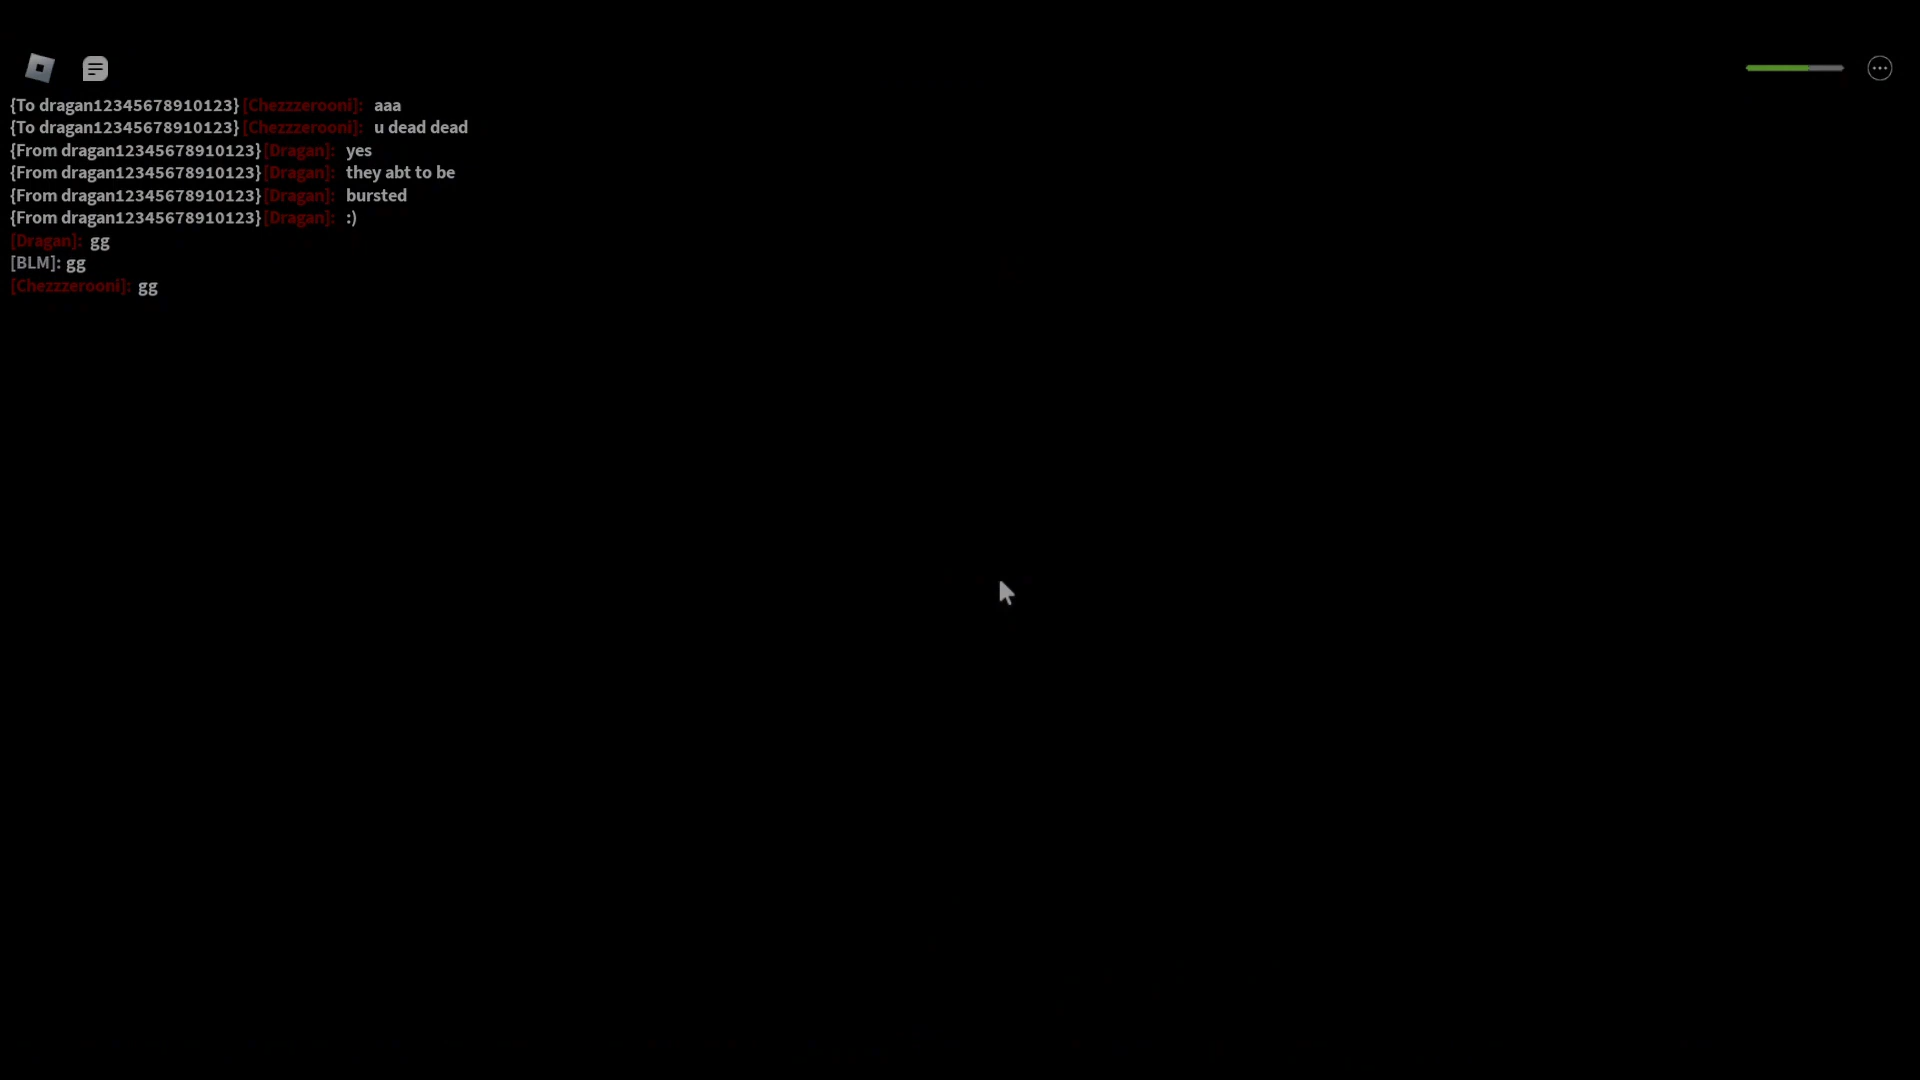 {To dragan12345678910123}[Chezzzerooni]: aaa
{To dragan12345678910123}[Chezzzerooni]: u dead dead
{From dragan12345678910123}[Dragan]: yes
{From dragan12345678910123}[Dragan]: they abt to be
{From dragan12345678910123}[Dragan]: bursted
{From dragan12345678910123}[Dragan]: :)
[Dragan]: gg
[BLM]: gg
[Chezzzerooni]: gg